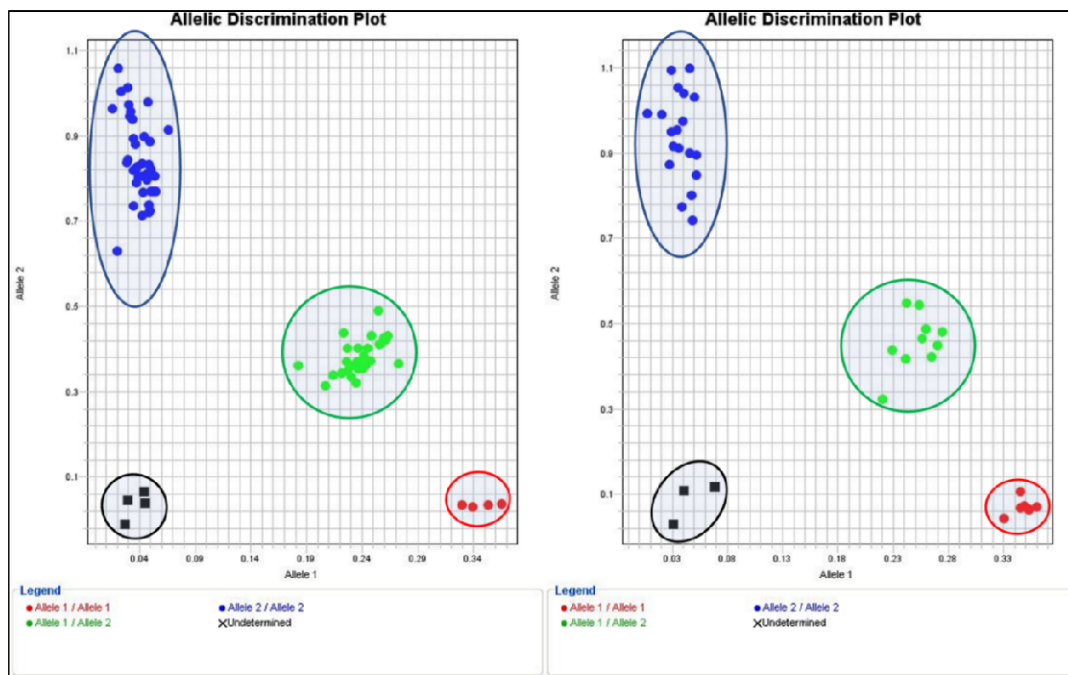 Allelic Discrimination Plot
1.1
0.9
0.7
0.5
0.3
0.1
Allele 2
0.04 0.09 0.14 0.19 0.24 0.29 0.34
Allele 1
Legend
Allele 1 / Allele 1 Allele 2 / Allele 2
Allele 1 / Allele 2 Undetermined
Allelic Discrimination Plot
1.1
0.9
0.7
0.5
0.3
0.1
Allele 2
0.03 0.08 0.13 0.18 0.23 0.28 0.33
Allele 1
Legend
Allele 1 / Allele 1 Allele 2 / Allele 2
Allele 1 / Allele 2 Undetermined